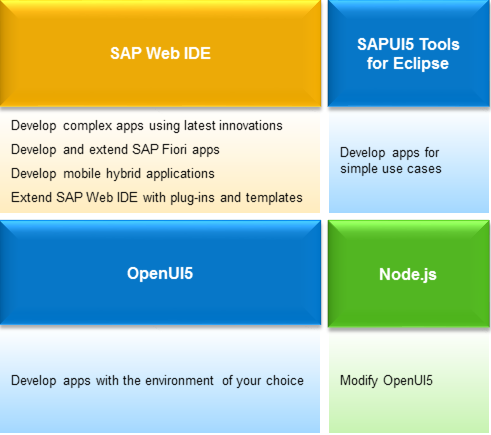 SAP Web IDE
Develop complex apps using latest innovations
Develop and extend SAP Fiori apps
Develop mobile hybrid applications
Extend SAP Web IDE with plug-ins and templates
SAPUI5 Tools
for Eclipse
Develop apps for
simple use cases
OpenUI5
Develop apps with the environment of your choice
Node.js
Modify OpenUI5